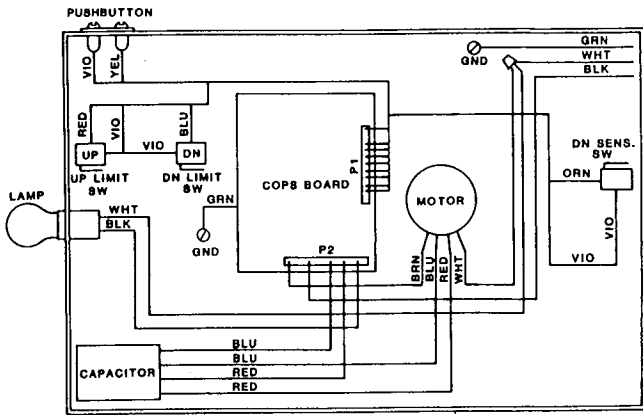 PUSHBUTTON
VIO
YEL
GRN
WHT
BLK
GND
RED
VIO
BLU
VIO
UP
DN
UP LIMIT
SW
DN LIMIT
SW
P1
COPS BOARD
MOTOR
DN SENS.
SW
ORN
VIO
VIO
LAMP
WHT
BLK
GRN
GND
P2
BRN
BLU
RED
WHT
CAPACITOR
BLU
BLU
RED
RED